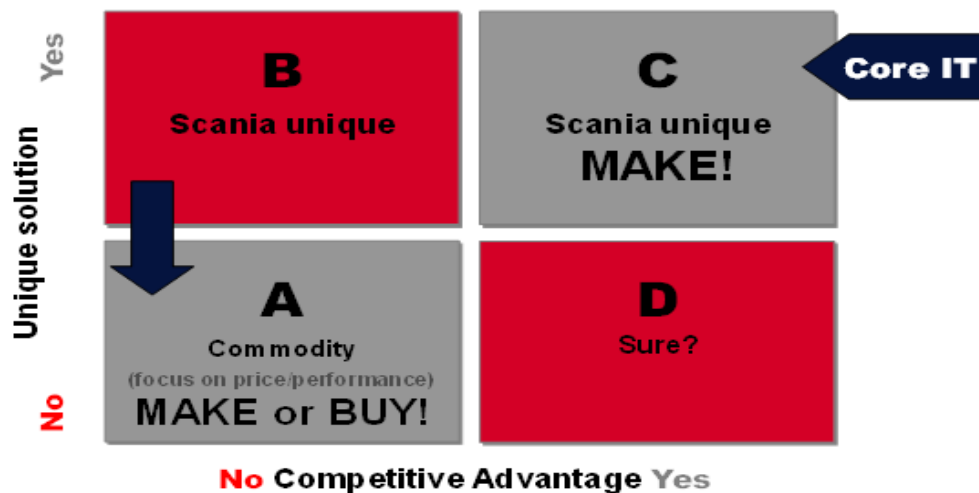 Yes
Unique solution
No
B
Scania unique
C
Scania unique
MAKE!
Core IT
A
Commodity
(focus on price/performance)
MAKE or BUY!
D
Sure?
No Competitive Advantage Yes